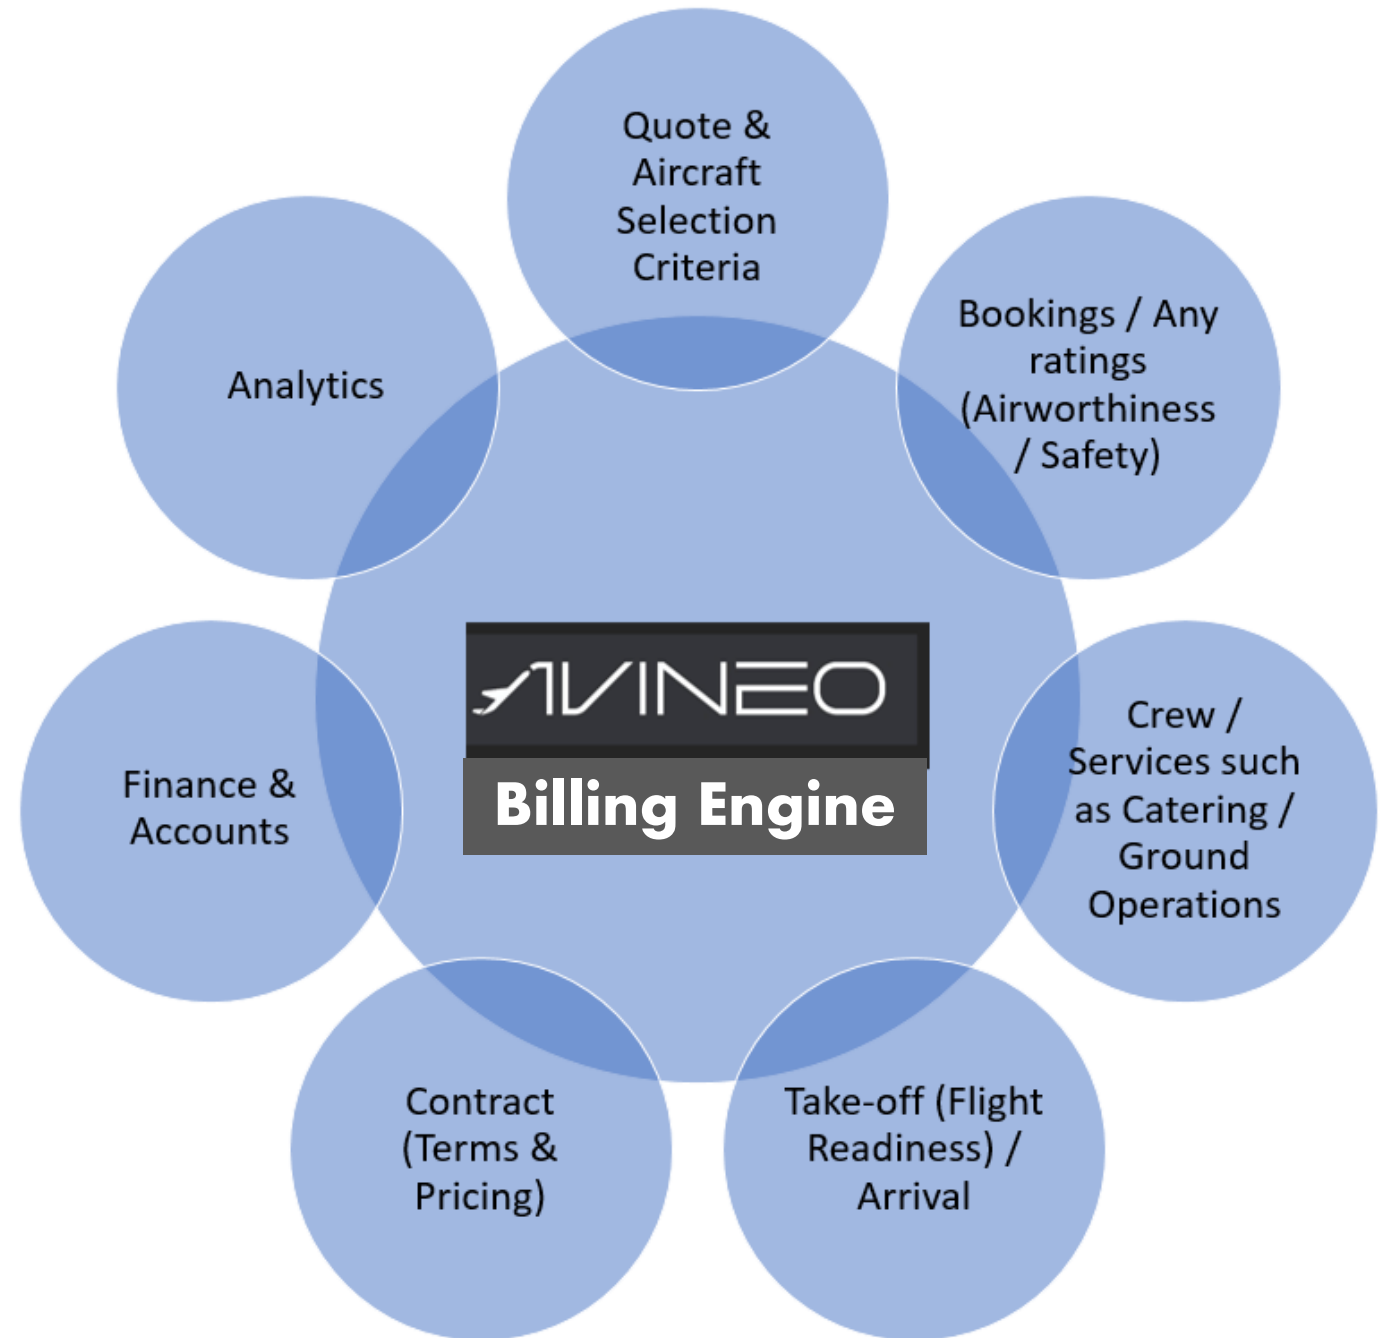 Quote &
Aircraft
Selection
Criteria
Bookings / Any
ratings
(Airworthiness
/ Safety)
Crew /
Services such
as Catering /
Ground
Operations
Take-off (Flight
Readiness) /
Arrival
Contract
(Terms &
Pricing)
Finance &
Accounts
Analytics
AVINEO
Billing Engine